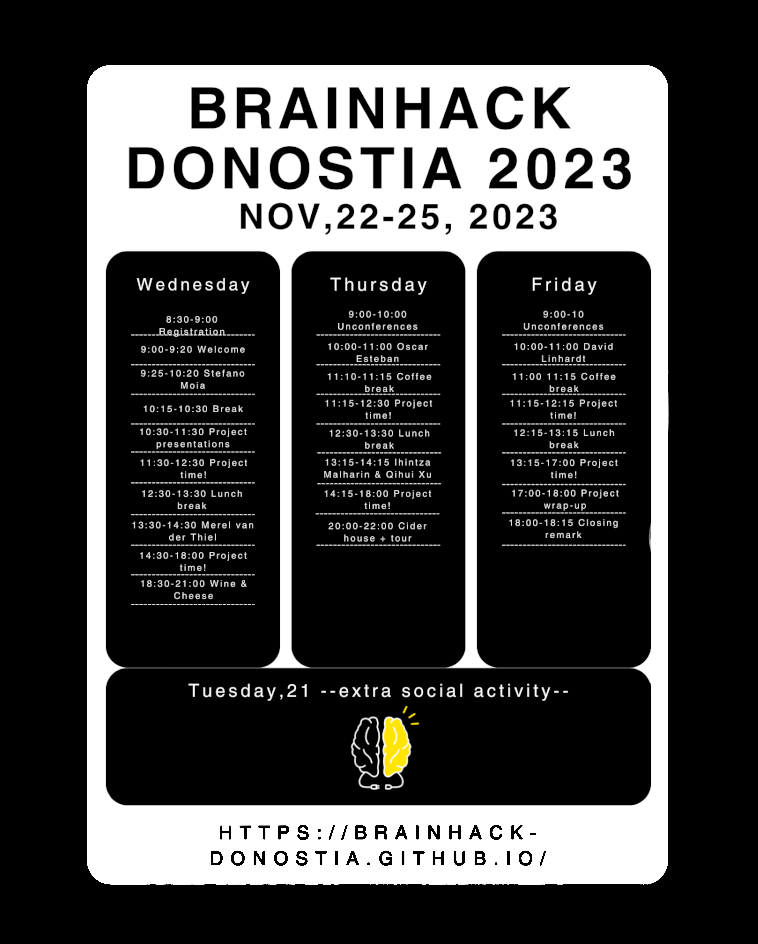 BRAINHACK
DONOSTIA 2023
NOV,22-25, 2023
Wednesday
8:30-9:00
Registration
9:00-9:20 Welcome
9:25-10:20 Stefano
Moia
10:15-10:30 Break
10:30-11:30 Project
presentations
11:30-12:30 Project
time!
12:30-13:30 Lunch
break
13:30-14:30 Merel van
der Thiel
14:30-18:00 Project
time!
18:30-21:00 Wine &
Cheese
Thursday
9:00-10:00
Unconferences
10:00-11:00 Oscar
Esteban
11:10-11:15 Coffee
break
11:15-12:30 Project
time!
12:30-13:30 Lunch
break
13:15-14:15 Ihintza
Malharin & Qihui Xu
14:15-18:00 Project
time!
20:00-22:00 Cider
house + tour
Friday
9:00-10
Unconferences
10:00-11:00 David
Linhardt
11:00 11:15 Coffee
break
11:15-12:15 Project
time!
12:15-13:15 Lunch
break
13:15-17:00 Project
time!
17:00-18:00 Project
wrap-up
18:00-18:15 Closing
remark
Tuesday,21 --extra social activity--
HTTPS://BRAINHACK-
DONOSTIA.GITHUB.IO/